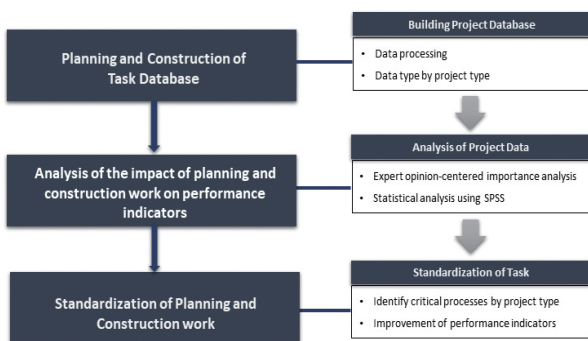 Planning and Construction of
Task Database
Building Project Database
• Data processing
• Data type by project type
Analysis of the impact of planning and
construction work on performance
indicators
Analysis of Project Data
• Expert opinion-centered importance analysis
• Statistical analysis using SPSS
Standardization of Planning and
Construction work
Standardization of Task
• Identify critical processes by project type
• Improvement of performance indicators